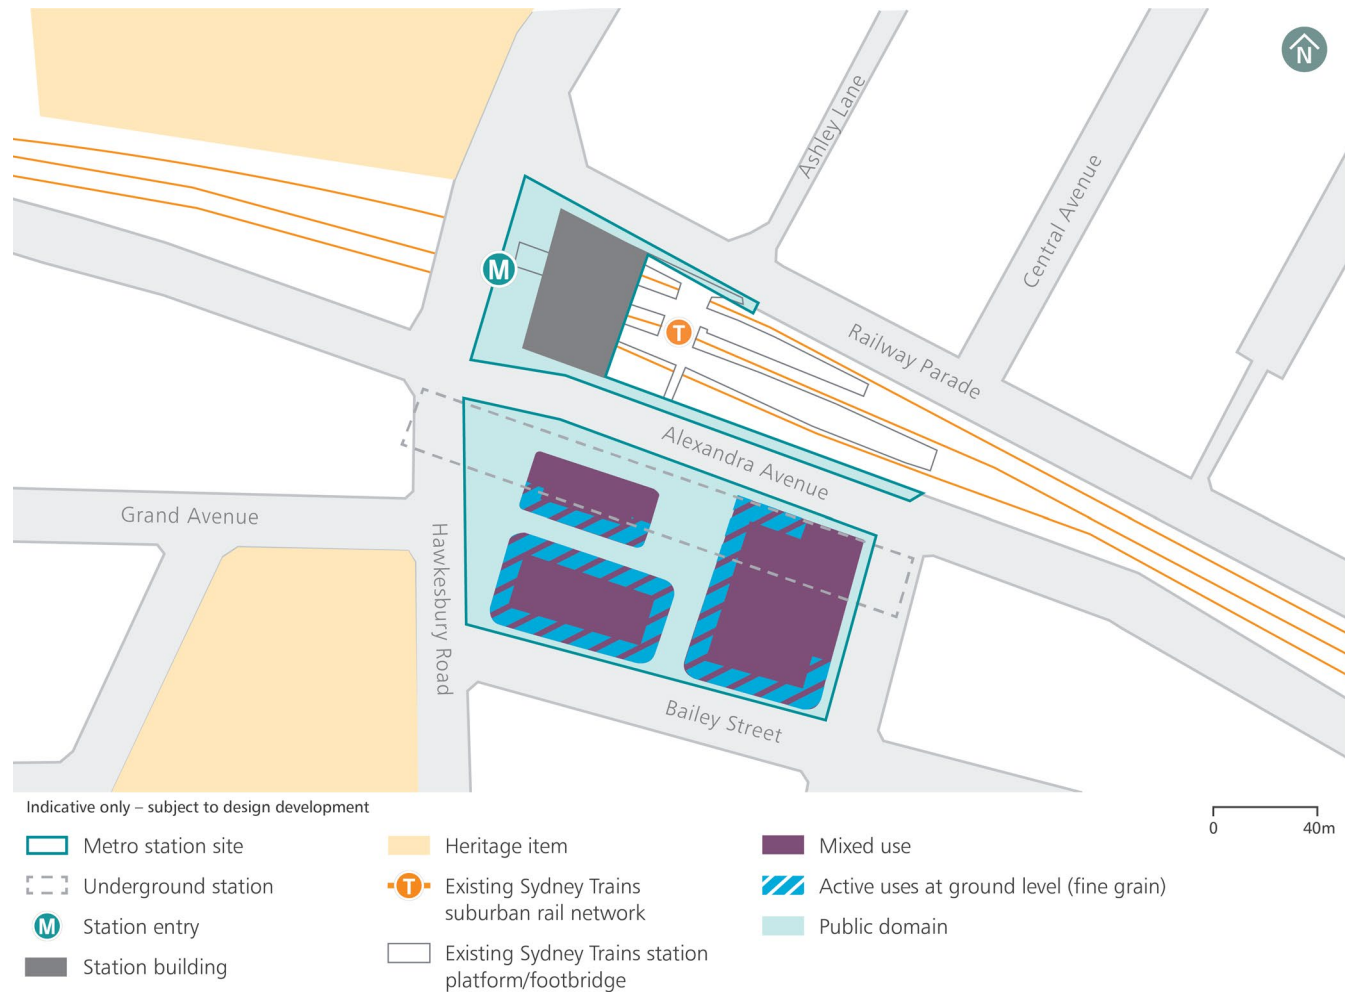 N
Ashley Lane
Central Avenue
M
T
Railway Parade
Alexandra Avenue
Grand Avenue
Hawkesbury Road
Bailey Street
Indicative only – subject to design development
0 40m
Metro station site
Underground station
M Station entry
Station building
Heritage item
T Existing Sydney Trains
suburban rail network
Existing Sydney Trains station
platform/footbridge
Mixed use
Active uses at ground level (fine grain)
Public domain